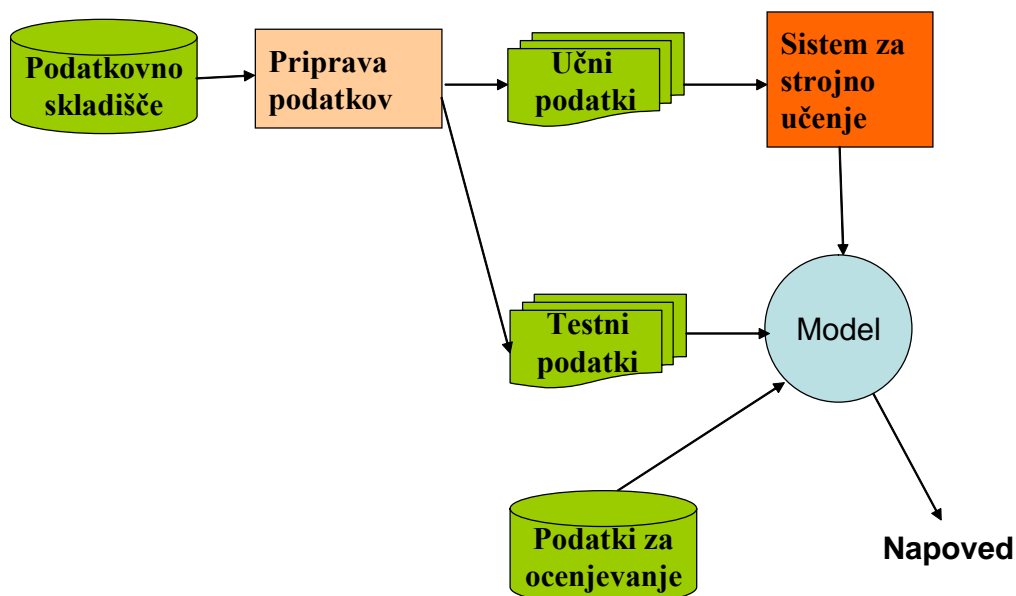 Podatkovno
skladišče
Priprava
podatkov
Učni
podatki
Sistem za
strojno
učenje
Testni
podatki
Model
Podatki za
ocenjevanje
Napoved